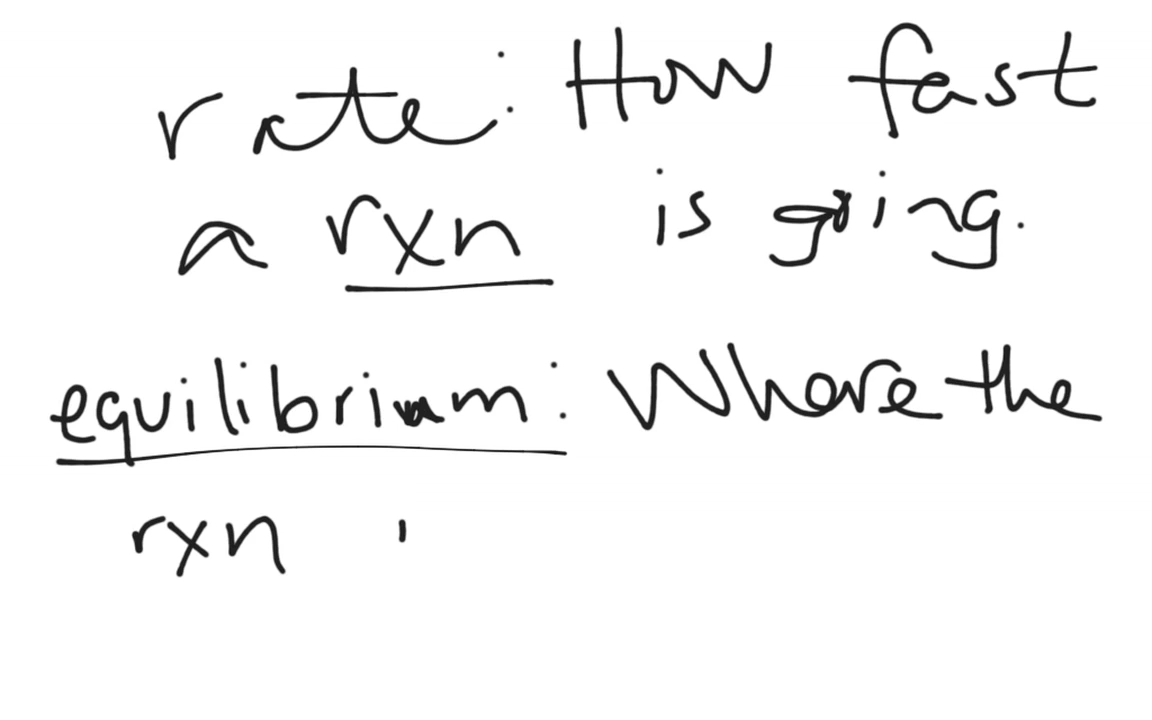 rate: How fast
a rxn is going.
equilibrium: Where the
rxn